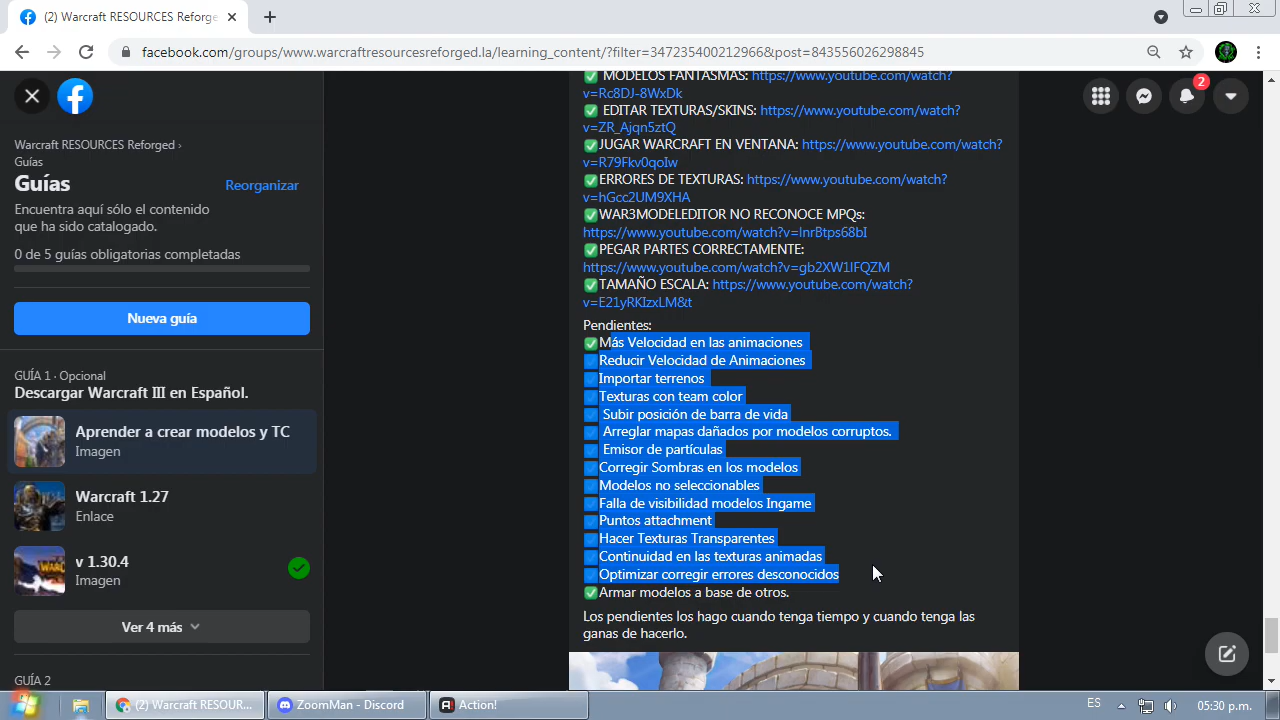 (2) Warcraft RESOURCES Reforge
facebook.com/groups/www.warcraftresourcesreforged.la/learning_content/?filter=347235400212966&post=843556026298845
2
Warcraft RESOURCES Reforged ›
Guías
Guías
Reorganizar
Encuentra aquí sólo el contenido
que ha sido catalogado.
0 de 5 guías obligatorias completadas
Nueva guía
GUÍA 1 · Opcional
Descargar Warcraft III en Español.
Aprender a crear modelos y TC
Imagen
Warcraft 1.27
Enlace
v 1.30.4
Imagen
Ver 4 más
GUÍA 2
MODELOS FANTASMAS: https://www.youtube.com/watch?
v=Rc8DJ-8WxDk
EDITAR TEXTURAS/SKINS: https://www.youtube.com/watch?
v=ZR_Ajqn5ztQ
JUGAR WARCRAFT EN VENTANA: https://www.youtube.com/watch?
v=R79Fkv0qoIw
ERRORES DE TEXTURAS: https://www.youtube.com/watch?
v=hGcc2UM9XHA
WAR3MODELEDITOR NO RECONOCE MPQs:
https://www.youtube.com/watch?v=lnrBtps68bI
PEGAR PARTES CORRECTAMENTE:
https://www.youtube.com/watch?v=gb2XW1lFQZM
TAMAÑO ESCALA: https://www.youtube.com/watch?
v=E21yRKIzxLM&t
Pendientes:
Más Velocidad en las animaciones
Reducir Velocidad de Animaciones
Importar terrenos
Texturas con team color
Subir posición de barra de vida
Arreglar mapas dañados por modelos corruptos.
Emisor de partículas
Corregir Sombras en los modelos
Modelos no seleccionables
Falla de visibilidad modelos Ingame
Puntos attachment
Hacer Texturas Transparentes
Continuidad en las texturas animadas
Optimizar corregir errores desconocidos
Armar modelos a base de otros.
Los pendientes los hago cuando tenga tiempo y cuando tenga las
ganas de hacerlo.
(2) Warcraft RESOUR...
ZoomMan - Discord
Action!
ES
05:30 p.m.